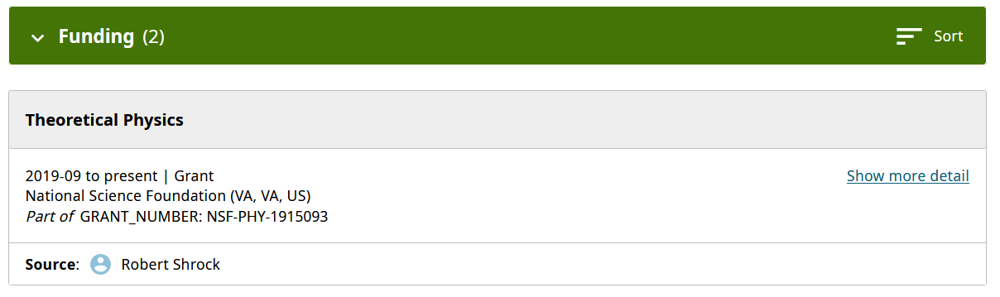 Funding (2)
Sort
Theoretical Physics
2019-09 to present | Grant
Show more detail
National Science Foundation (VA, VA, US)
Part of GRANT_NUMBER: NSF-PHY-1915093
Source: Robert Shrock